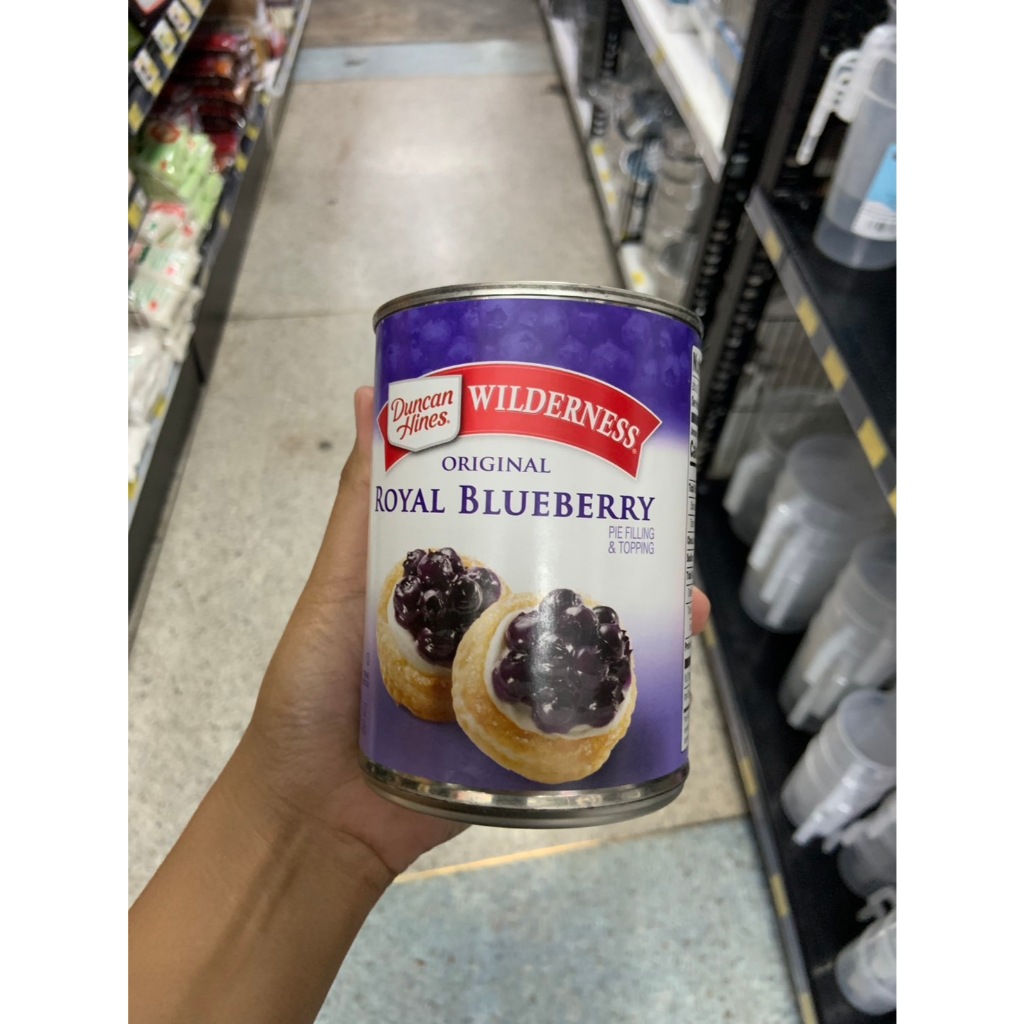 Duncan
Hines®
WILDERNESS®
ORIGINAL
ROYAL BLUEBERRY
PIE FILLING
& TOPPING